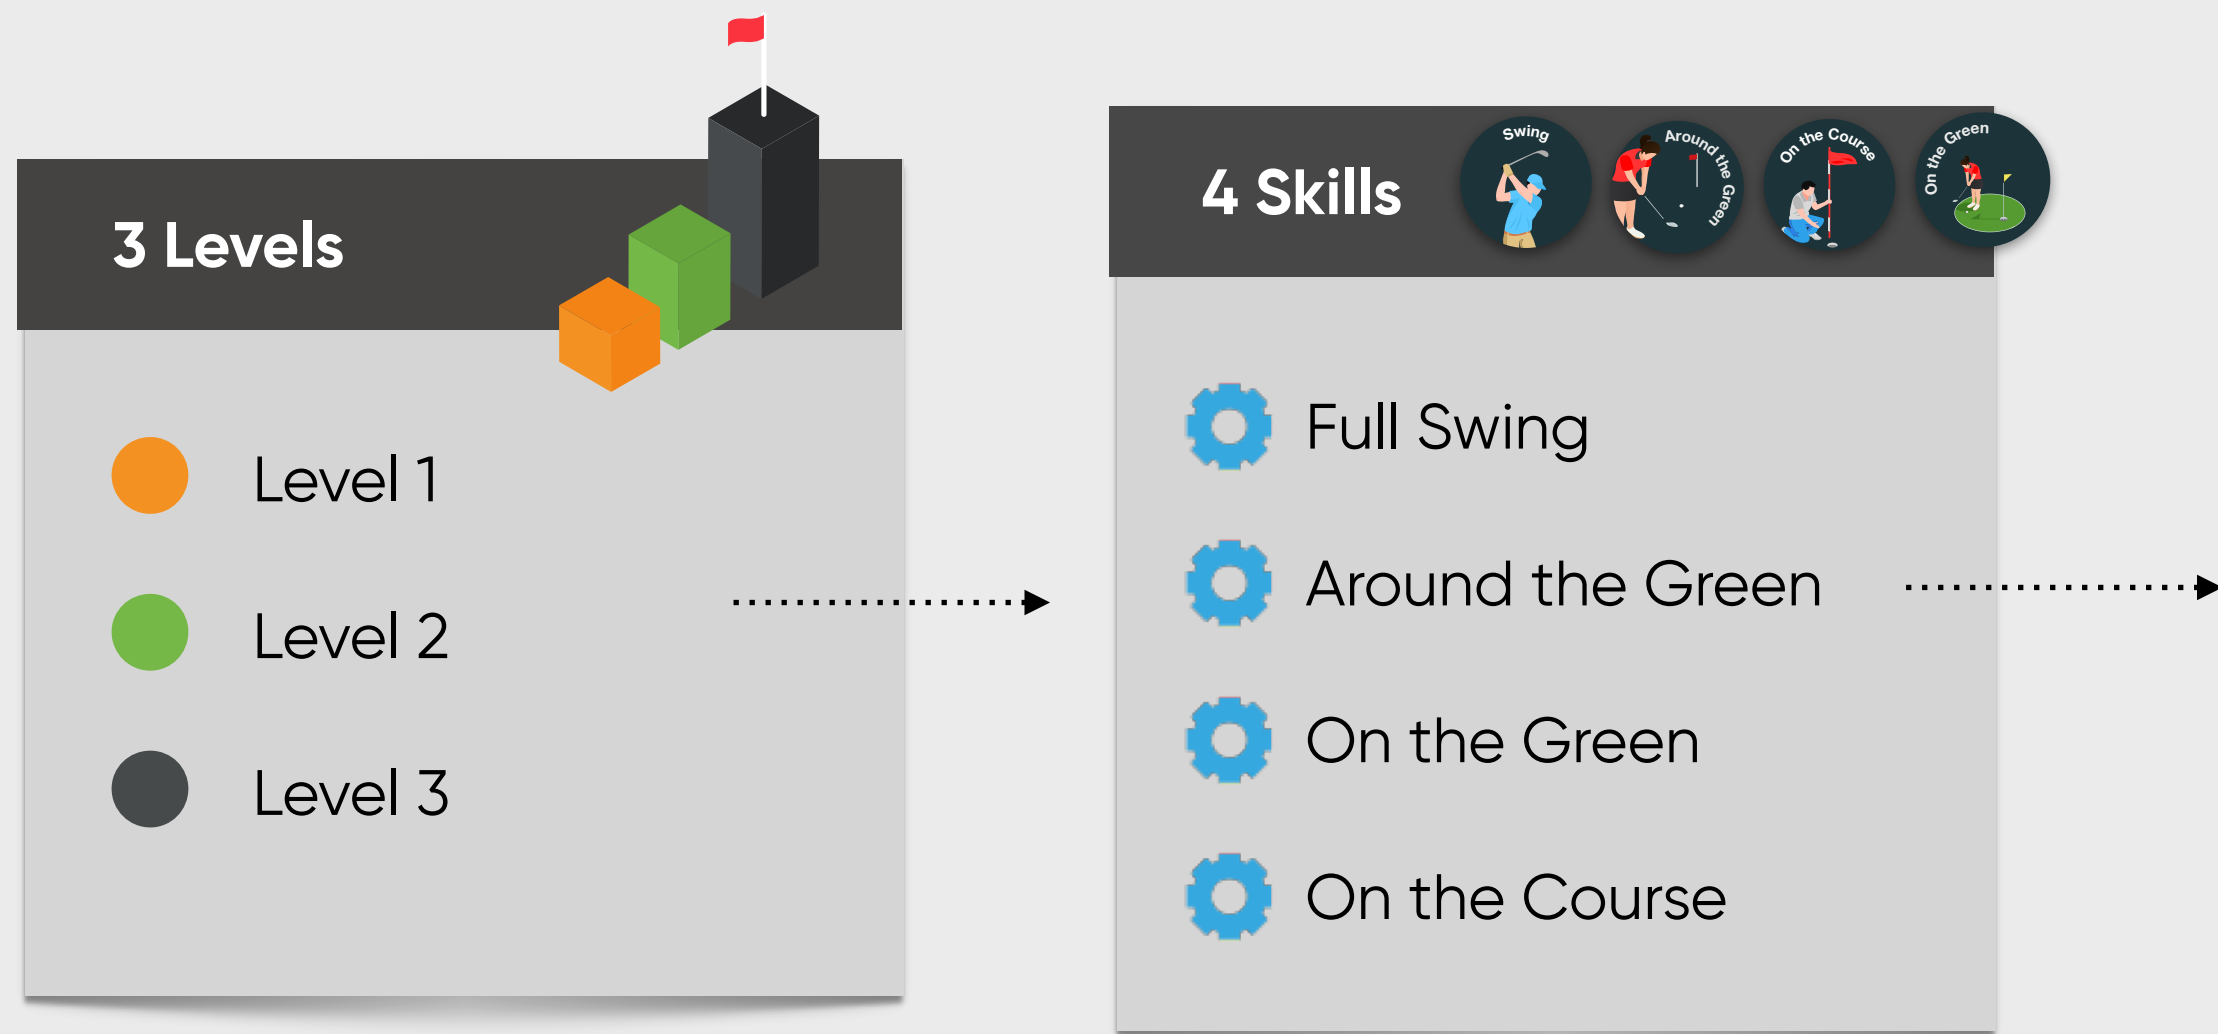 3 Levels
Level 1
Level 2
Level 3
4 Skills
Swing
Around the Green
On the Course
On the Green
Full Swing
Around the Green
On the Green
On the Course